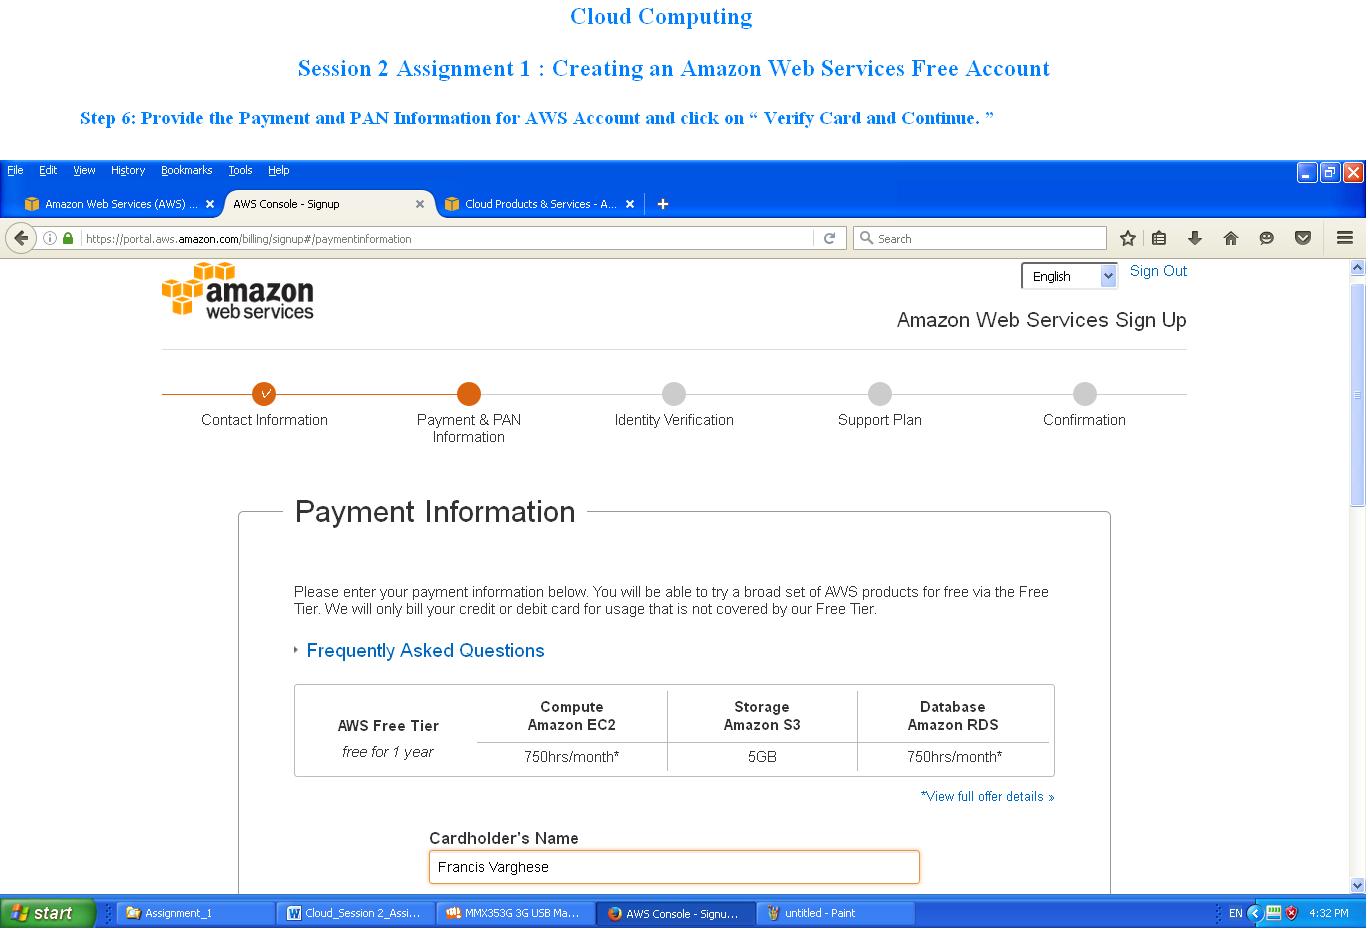 Cloud Computing
Session 2 Assignment 1 : Creating an Amazon Web Services Free Account
Step 6: Provide the Payment and PAN Information for AWS Account and click on “ Verify Card and Continue. ”
File Edit View History Bookmarks Tools Help
Amazon Web Services (AWS) ... AWS Console - Signup Cloud Products & Services - A...
https://portal.aws.amazon.com/billing/signup#/paymentinformation Search
amazon
web services
English Sign Out
Amazon Web Services Sign Up
Contact Information Payment & PAN Identity Verification Support Plan Confirmation
Information
Payment Information
Please enter your payment information below. You will be able to try a broad set of AWS products for free via the Free
Tier. We will only bill your credit or debit card for usage that is not covered by our Free Tier.
Frequently Asked Questions
Compute Storage Database
AWS Free Tier Amazon EC2 Amazon S3 Amazon RDS
free for 1 year 750hrs/month* 5GB 750hrs/month*
*View full offer details »
Cardholder's Name
Francis Varghese
start Assignment_1 Cloud_Session 2_Assi... MMX353G 3G USB Ma... AWS Console - Signu... untitled - Paint EN 4:32 PM